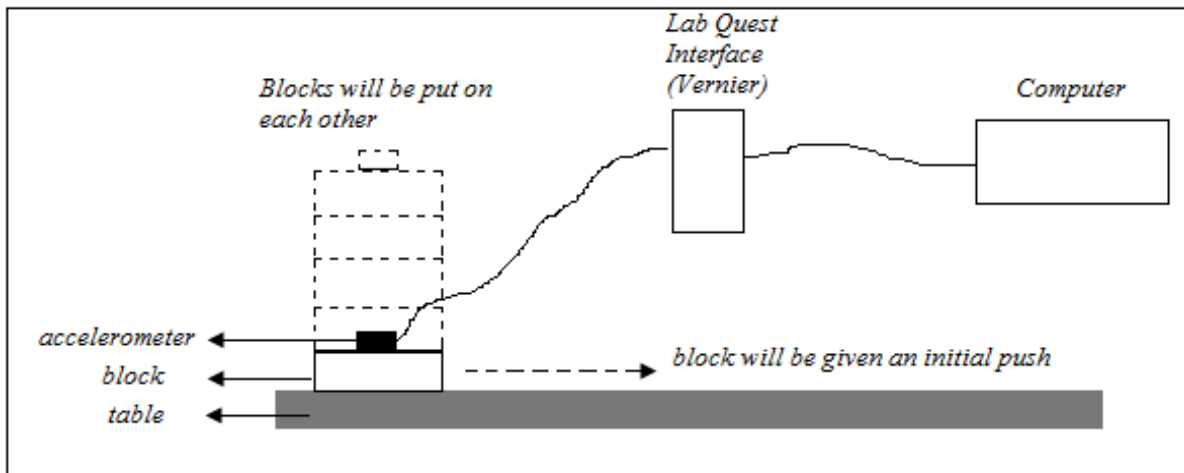 Lab Quest
Interface
(Vernier)
Blocks will be put on
each other
Computer
accelerometer
block will be given an initial push
block
table